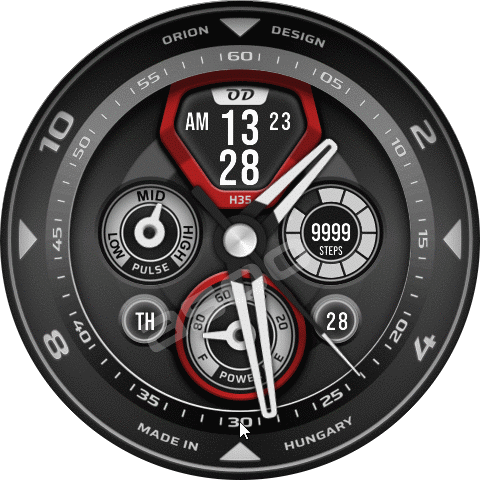 ORION DESIGN
60
55 05
50 10
45 15
40 20
35 25
30
10 2
8 4
OD
AM 13 23
28
H35
MID
LOW HIGH
PULSE
9999
STEPS
TH
28
60
80 20
F E
POWER
MADE IN HUNGARY